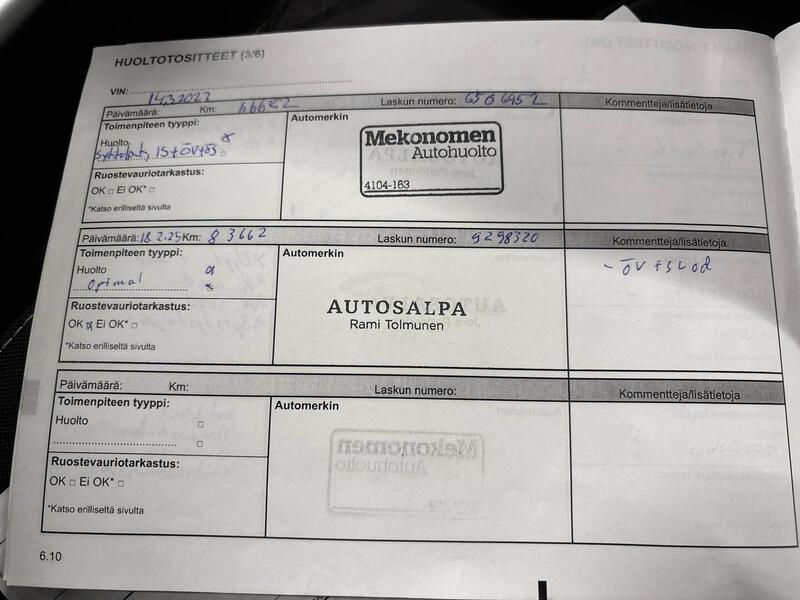 HUOLTOTOSITTEET (3/6)
VIN:
Päivämäärä: 14.3.2023 Km: 66682 Laskun numero: 6506952 Kommentteja/lisätietoja
Toimenpiteen tyyppi: Automerkin
Huolto
Ruostevauriotarkastus:
OK □ Ei OK* □
*Katso erilliseltä sivulta
Mekonomen
Autohuolto
4104-163
Päivämäärä: 18.2.25 Km: 83662 Laskun numero: 9298320 Kommentteja/lisätietoja
Toimenpiteen tyyppi: Automerkin
Huolto
Optimal
Ruostevauriotarkastus:
OK □ Ei OK* □
*Katso erilliseltä sivulta
AUTOSALPA
Rami Tolmunen
Päivämäärä: Km: Laskun numero: Kommentteja/lisätietoja
Toimenpiteen tyyppi: Automerkin
Huolto □
□
Ruostevauriotarkastus:
OK □ Ei OK* □
*Katso erilliseltä sivulta
6.10